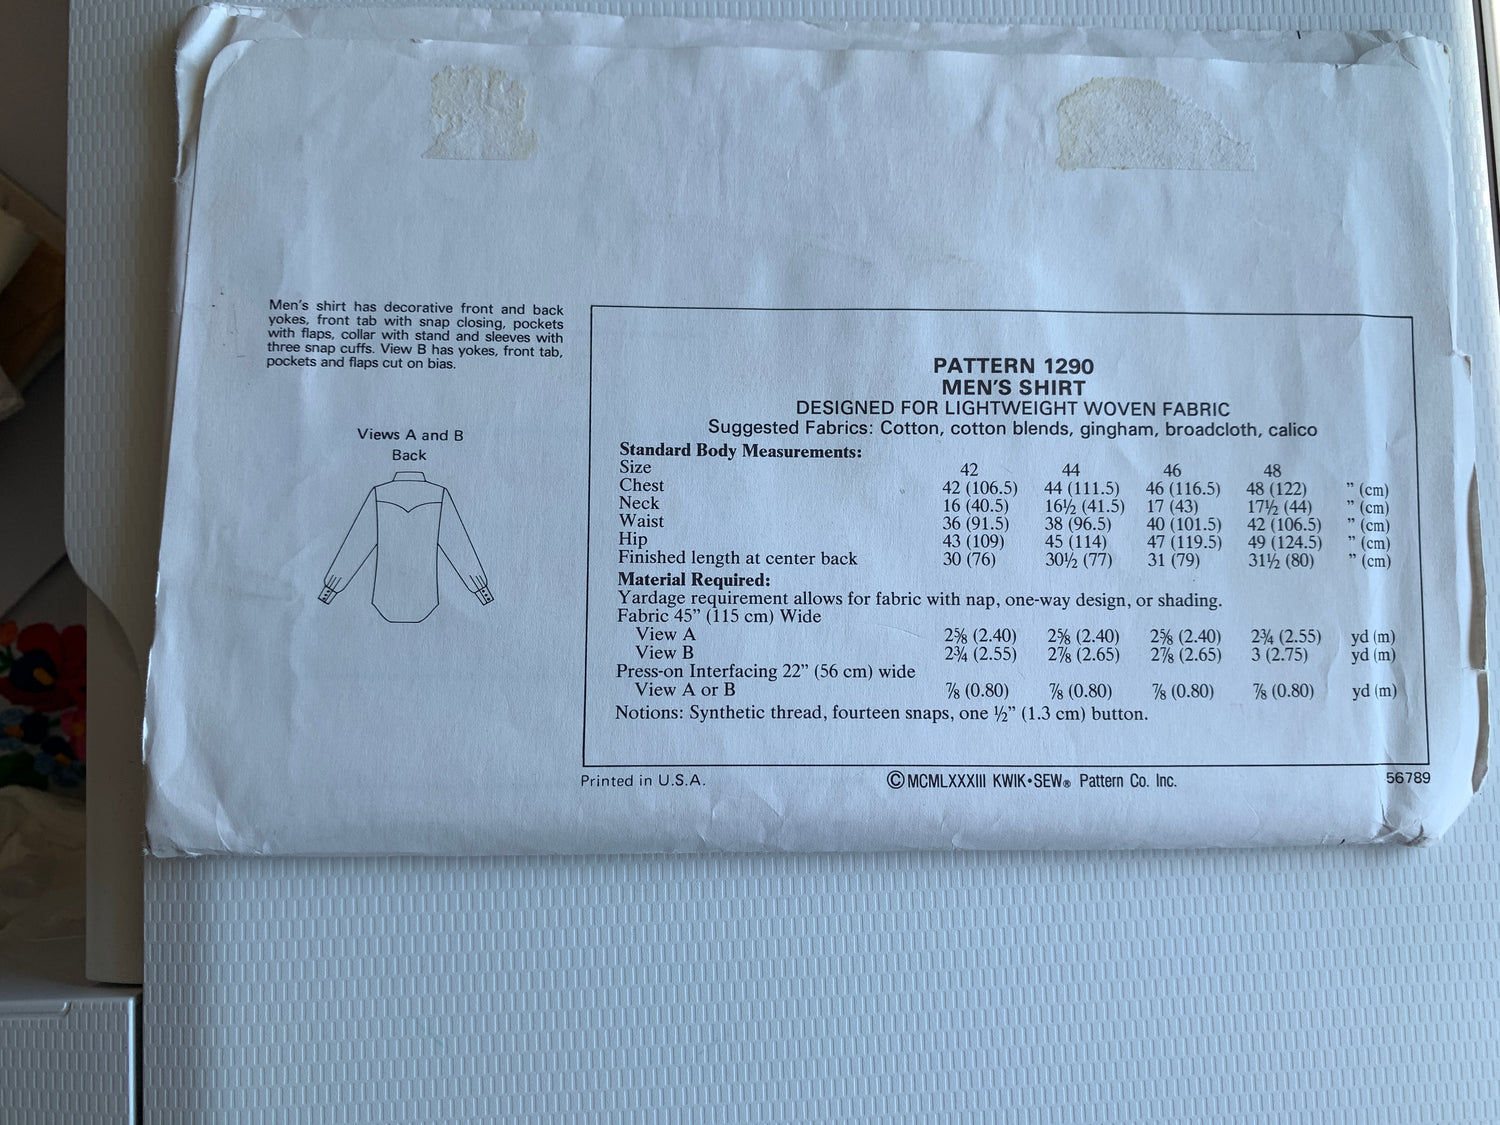 Men's shirt has decorative front and back
yokes, front tab with snap closing, pockets
with flaps, collar with stand and sleeves with
three snap cuffs. View B has yokes, front tab,
pockets and flaps cut on bias.
Views A and B
Back
PATTERN 1290
MEN'S SHIRT
DESIGNED FOR LIGHTWEIGHT WOVEN FABRIC
Suggested Fabrics: Cotton, cotton blends, gingham, broadcloth, calico
Standard Body Measurements:
Size 42 44 46 48
Chest 42 (106.5) 44 (111.5) 46 (116.5) 48 (122) " (cm)
Neck 16 (40.5) 16½ (41.5) 17 (43) 17½ (44) " (cm)
Waist 36 (91.5) 38 (96.5) 40 (101.5) 42 (106.5) " (cm)
Hip 43 (109) 45 (114) 47 (119.5) 49 (124.5) " (cm)
Finished length at center back 30 (76) 30½ (77) 31 (79) 31½ (80) " (cm)
Material Required:
Yardage requirement allows for fabric with nap, one-way design, or shading.
Fabric 45" (115 cm) Wide
View A 2⅝ (2.40) 2⅝ (2.40) 2⅝ (2.40) 2¾ (2.55) yd (m)
View B 2¾ (2.55) 2⅞ (2.65) 2⅞ (2.65) 3 (2.75) yd (m)
Press-on Interfacing 22" (56 cm) wide
View A or B ⅞ (0.80) ⅞ (0.80) ⅞ (0.80) ⅞ (0.80) yd (m)
Notions: Synthetic thread, fourteen snaps, one ½" (1.3 cm) button.
Printed in U.S.A. ©MCMLXXXIII KWIK•SEW® Pattern Co. Inc. 56789